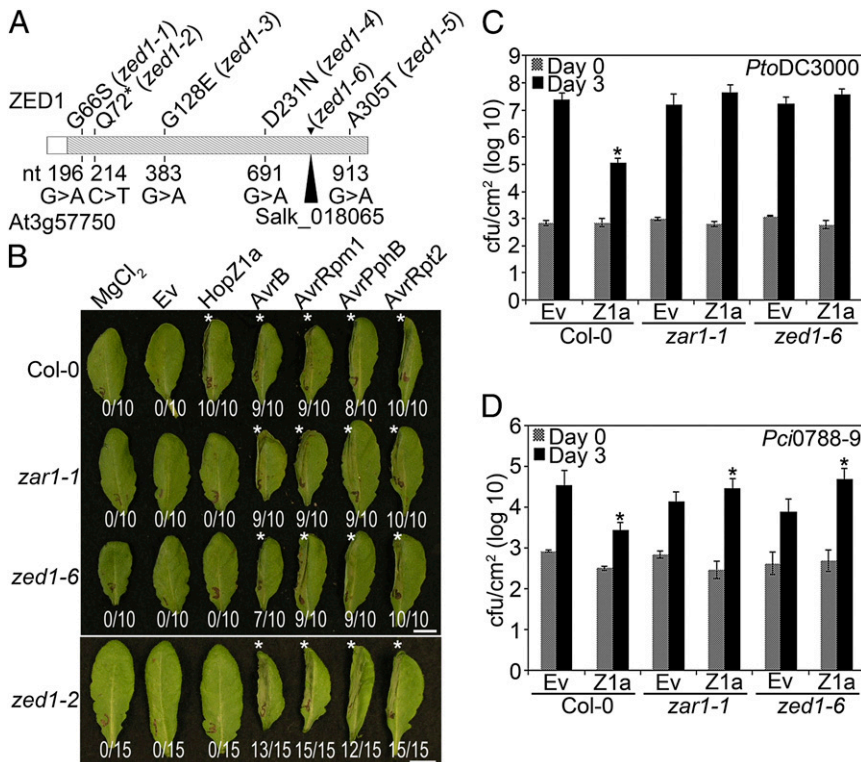 A
G66S (zed1-1)
Q72* (zed1-2)
G128E (zed1-3)
D231N (zed1-4)
(zed1-6)
A305T (zed1-5)
ZED1
nt 196 214 383 691 913
G>A C>T G>A G>A G>A
At3g57750 Salk_018065
B
MgCl₂ Ev HopZ1a AvrB AvrRpm1 AvrPphB AvrRpt2
* * * * *
Col-0
0/10 0/10 10/10 9/10 9/10 8/10 10/10
* * * *
zar1-1
0/10 0/10 0/10 9/10 9/10 9/10 10/10
* * * *
zed1-6
0/10 0/10 0/10 7/10 9/10 9/10 10/10
* * * *
zed1-2
0/15 0/15 0/15 13/15 15/15 12/15 15/15
C
PtoDC3000
Day 0
Day 3
*
cfu/cm² (log 10)
9
8
7
6
5
4
3
2
1
0
Ev Z1a Ev Z1a Ev Z1a
Col-0 zar1-1 zed1-6
D
Pci0788-9
Day 0
Day 3
* * *
cfu/cm² (log 10)
6
5
4
3
2
1
0
Ev Z1a Ev Z1a Ev Z1a
Col-0 zar1-1 zed1-6